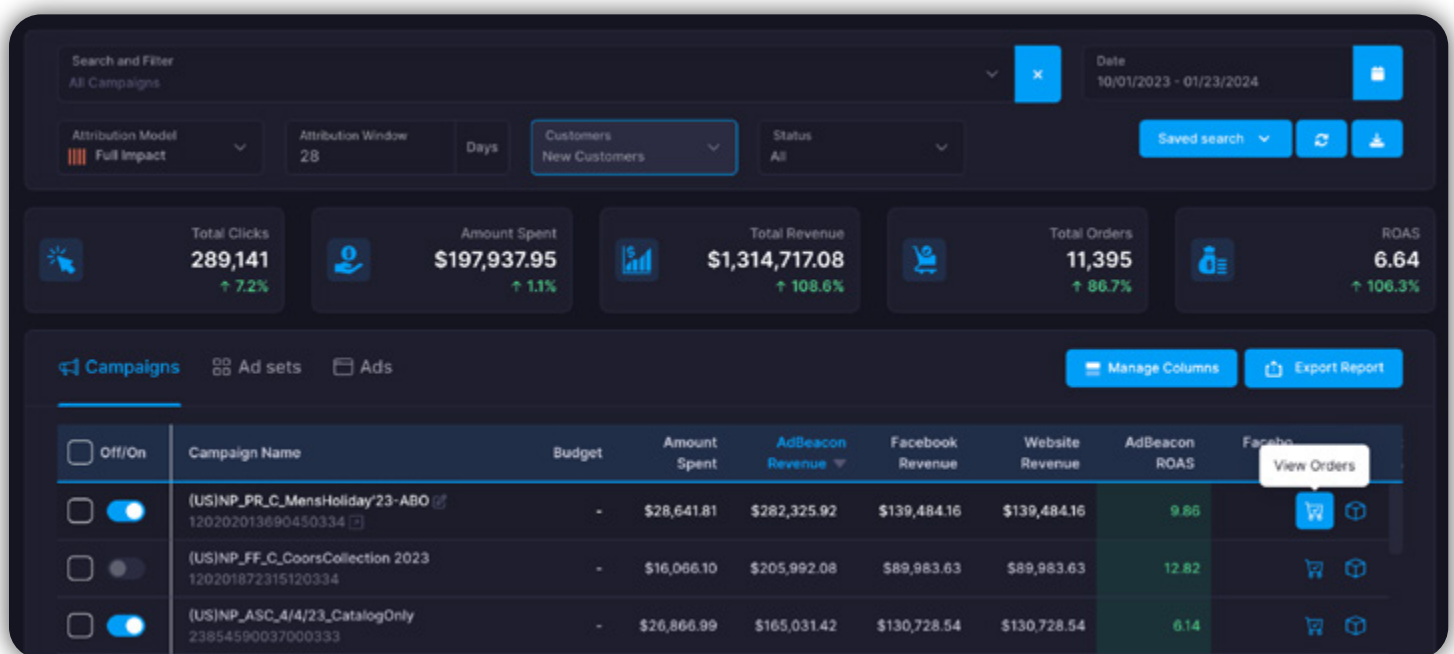 Search and Filter
All Campaigns
Date
10/01/2023 - 01/23/2024
Attribution Model
Full Impact
Attribution Window
28
Days
Customers
New Customers
Status
All
Saved search
Total Clicks
289,141
↑ 7.2%
Amount Spent
$197,937.95
↑ 1.1%
Total Revenue
$1,314,717.08
↑ 108.6%
Total Orders
11,395
↑ 86.7%
ROAS
6.64
↑ 106.3%
Campaigns Ad sets Ads
Manage Columns Export Report
Off/On Campaign Name Budget Amount Spent AdBeacon Revenue Facebook Revenue Website Revenue AdBeacon ROAS Facebo
View Orders
(US)NP_PR_C_MensHoliday'23-ABO - $28,641.81 $282,325.92 $139,484.16 $139,484.16 9.86
120202013690450334
(US)NP_FF_C_CoorsCollection 2023 - $16,066.10 $205,992.08 $89,983.63 $89,983.63 12.82
120201872315120334
(US)NP_ASC_4/4/23_CatalogOnly - $26,866.99 $165,031.42 $130,728.54 $130,728.54 6.14
23854590037000333